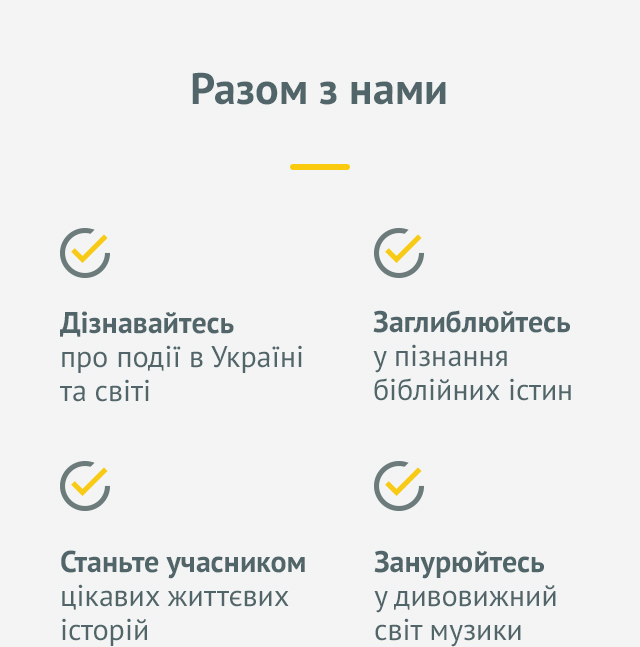 Разом з нами
Дізнавайтесь
про події в Україні
та світі
Заглиблюйтесь
у пізнання
біблійних істин
Станьте учасником
цікавих життєвих
історій
Занурюйтесь
у дивовижний
світ музики